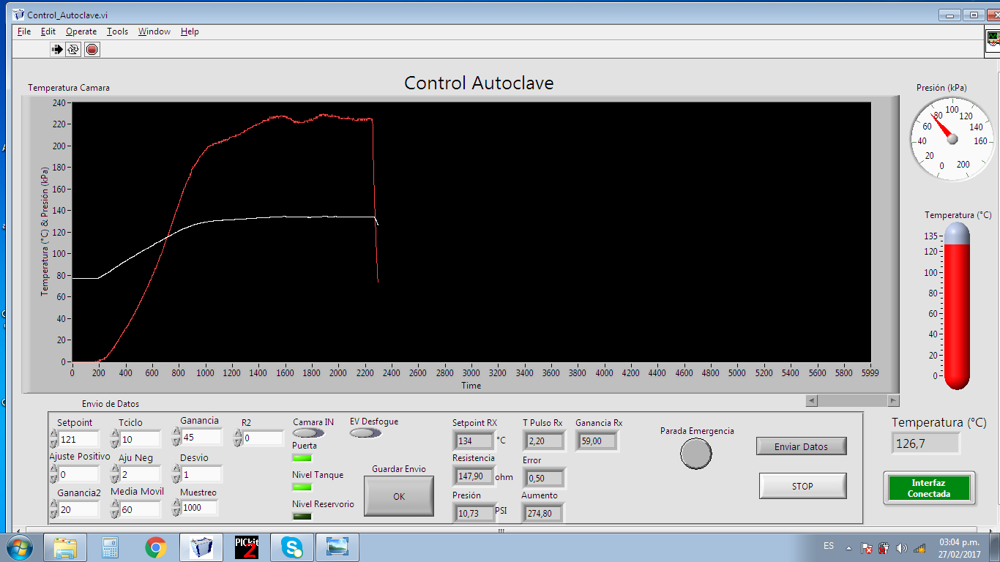 Control_Autoclave.vi
File Edit Operate Tools Window Help
Control Autoclave
Temperatura Camara
Temperatura (°C) & Presión (kPa)
240
220
200
180
160
140
120
100
80
60
40
20
0
0 200 400 600 800 1000 1200 1400 1600 1800 2000 2200 2400 2600 2800 3000 3200 3400 3600 3800 4000 4200 4400 4600 4800 5000 5200 5400 5600 5800 5999
Time
Presión (kPa)
0 20 40 60 80 100 120 140 160 200
Temperatura (°C)
135
120
100
80
60
40
20
0
Temperatura (°C)
126,7
Interfaz
Conectada
Envio de Datos
Setpoint Tciclo Ganancia R2
121 10 45 0
Ajuste Positivo Aju Neg Desvio
0 2 1
Ganancia2 Media Movil Muestreo
20 60 1000
Camara IN EV Desfogue
Puerta
Nivel Tanque
Nivel Reservorio
Guardar Envio
OK
Setpoint RX T Pulso Rx Ganancia Rx
134 °C 2,20 59,00
Resistencia Error
147,90 ohm 0,50
Presión Aumento
10,73 PSI 274,80
Parada Emergencia
Enviar Datos
STOP
PICkit
2
ES
03:04 p.m.
27/02/2017